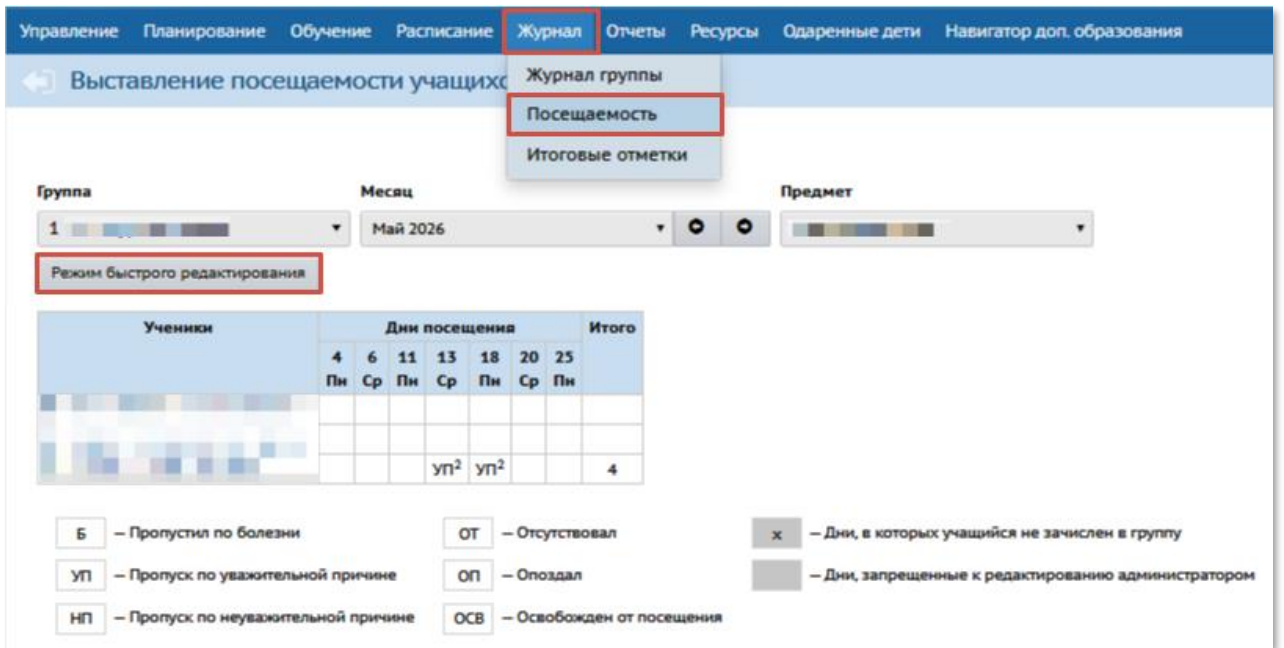 Управление Планирование Обучение Расписание Журнал Отчеты Ресурсы Одаренные дети Навигатор доп. образования
Выставление посещаемости учащихс
Журнал группы
Посещаемость
Итоговые отметки
Группа Месяц Предмет
1 Май 2026
Режим быстрого редактирования
Ученики Дни посещения Итого
4 6 11 13 18 20 25
Пн Ср Пн Ср Пн Ср Пн
УП² УП² 4
Б – Пропустил по болезни ОТ – Отсутствовал х – Дни, в которых учащийся не зачислен в группу
УП – Пропуск по уважительной причине ОП – Опоздал – Дни, запрещенные к редактированию администратором
НП – Пропуск по неуважительной причине ОСВ – Освобожден от посещения